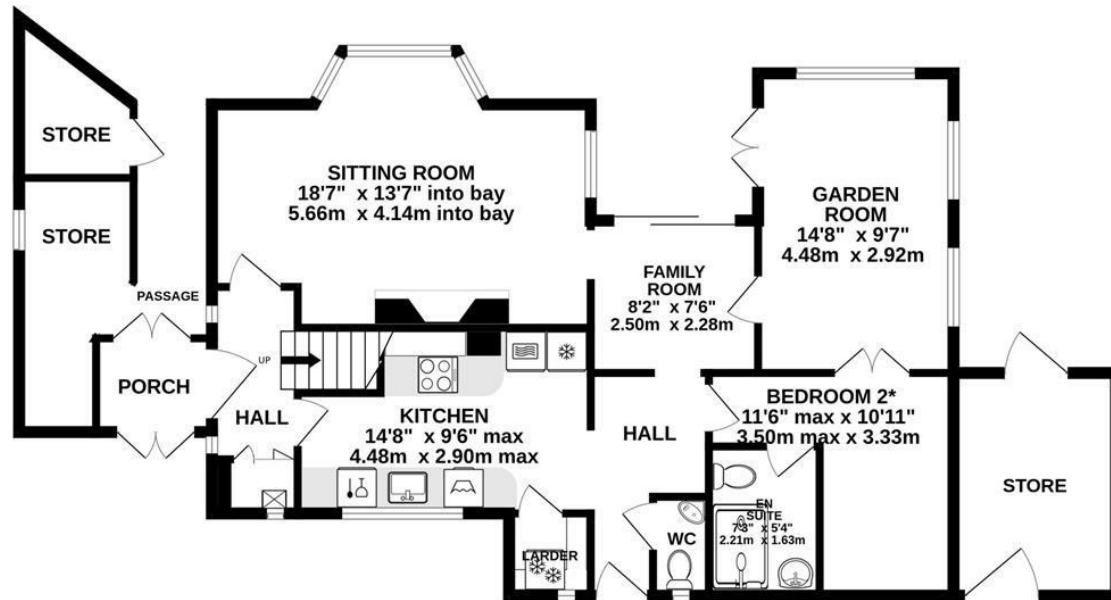 STORE
STORE
PASSAGE
PORCH
SITTING ROOM
18'7" x 13'7" into bay
5.66m x 4.14m into bay
UP
HALL
KITCHEN
14'8" x 9'6" max
4.48m x 2.90m max
LARDER
FAMILY
ROOM
8'2" x 7'6"
2.50m x 2.28m
HALL
WC
GARDEN
ROOM
14'8" x 9'7"
4.48m x 2.92m
BEDROOM 2*
11'6" max x 10'11"
3.50m max x 3.33m
EN
SUITE
7'3" x 5'4"
2.21m x 1.63m
STORE